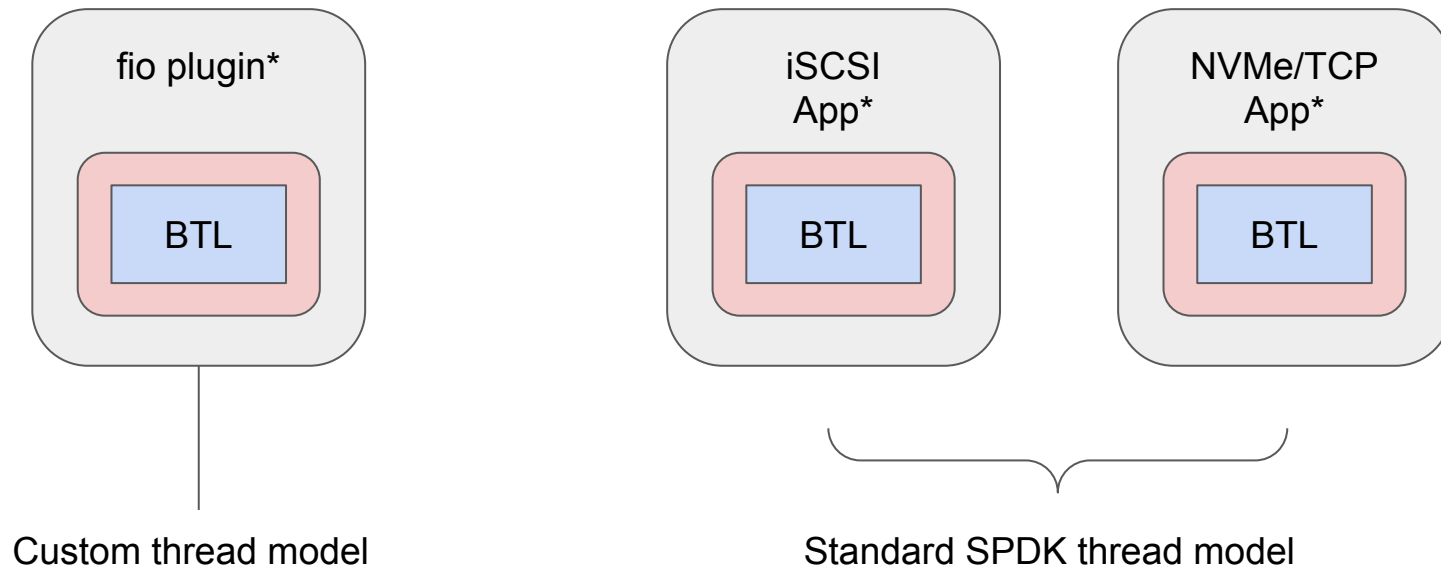 fio plugin*
BTL
iSCSI
App*
BTL
NVMe/TCP
App*
BTL
Custom thread model
Standard SPDK thread model